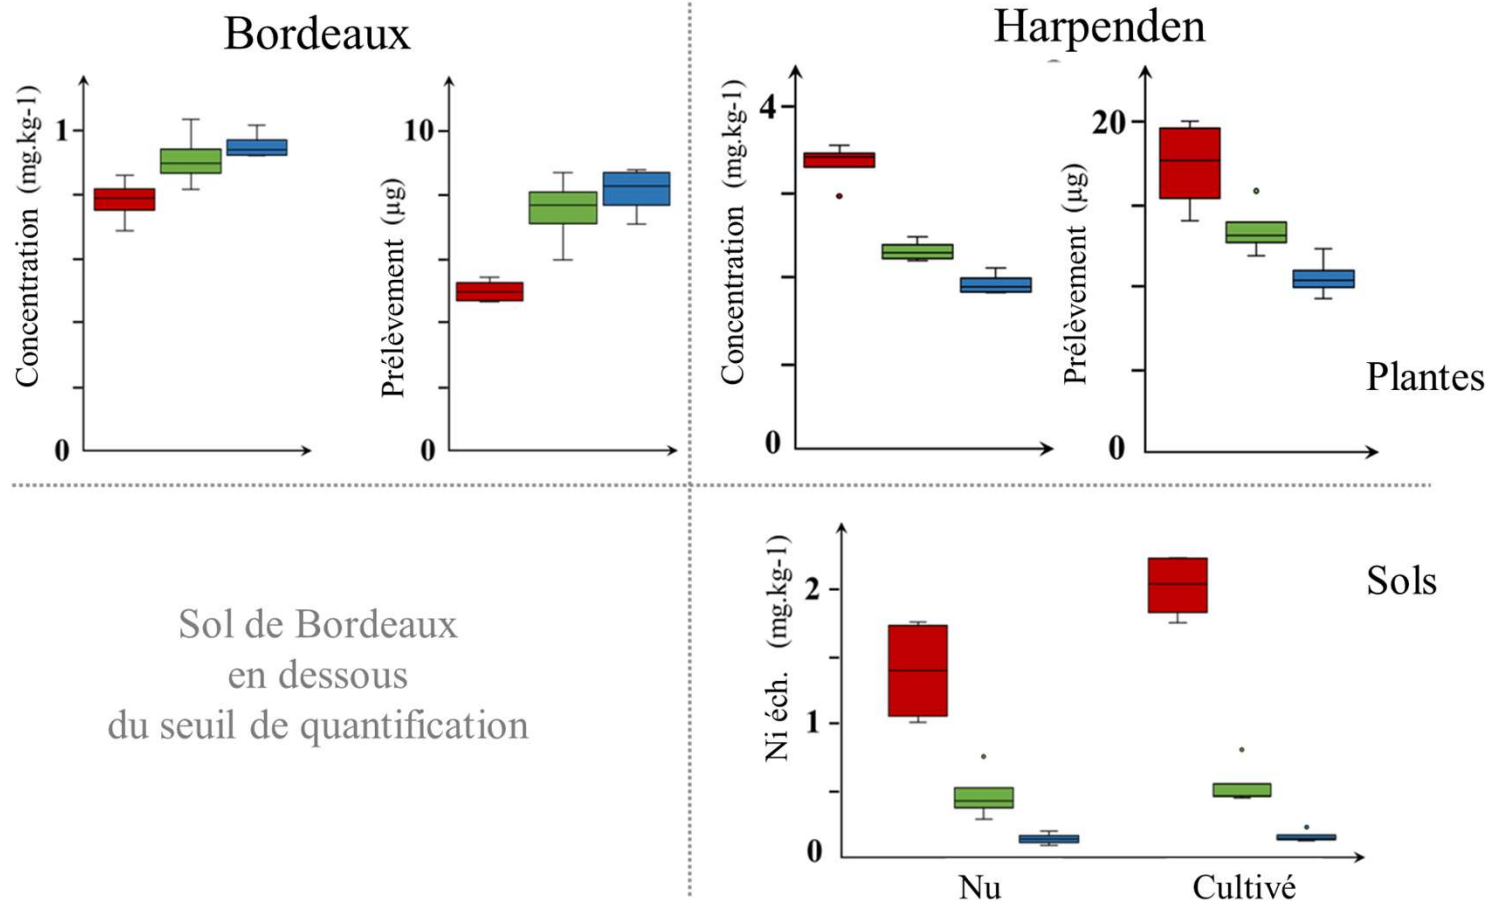 Bordeaux
Harpenden
Concentration (mg.kg-1)
1
0
Prélèvement (µg)
10
0
Concentration (mg.kg-1)
4
0
Prélèvement (µg)
20
0
Plantes
Sol de Bordeaux
en dessous
du seuil de quantification
Ni éch. (mg.kg-1)
2
1
0
Nu
Cultivé
Sols